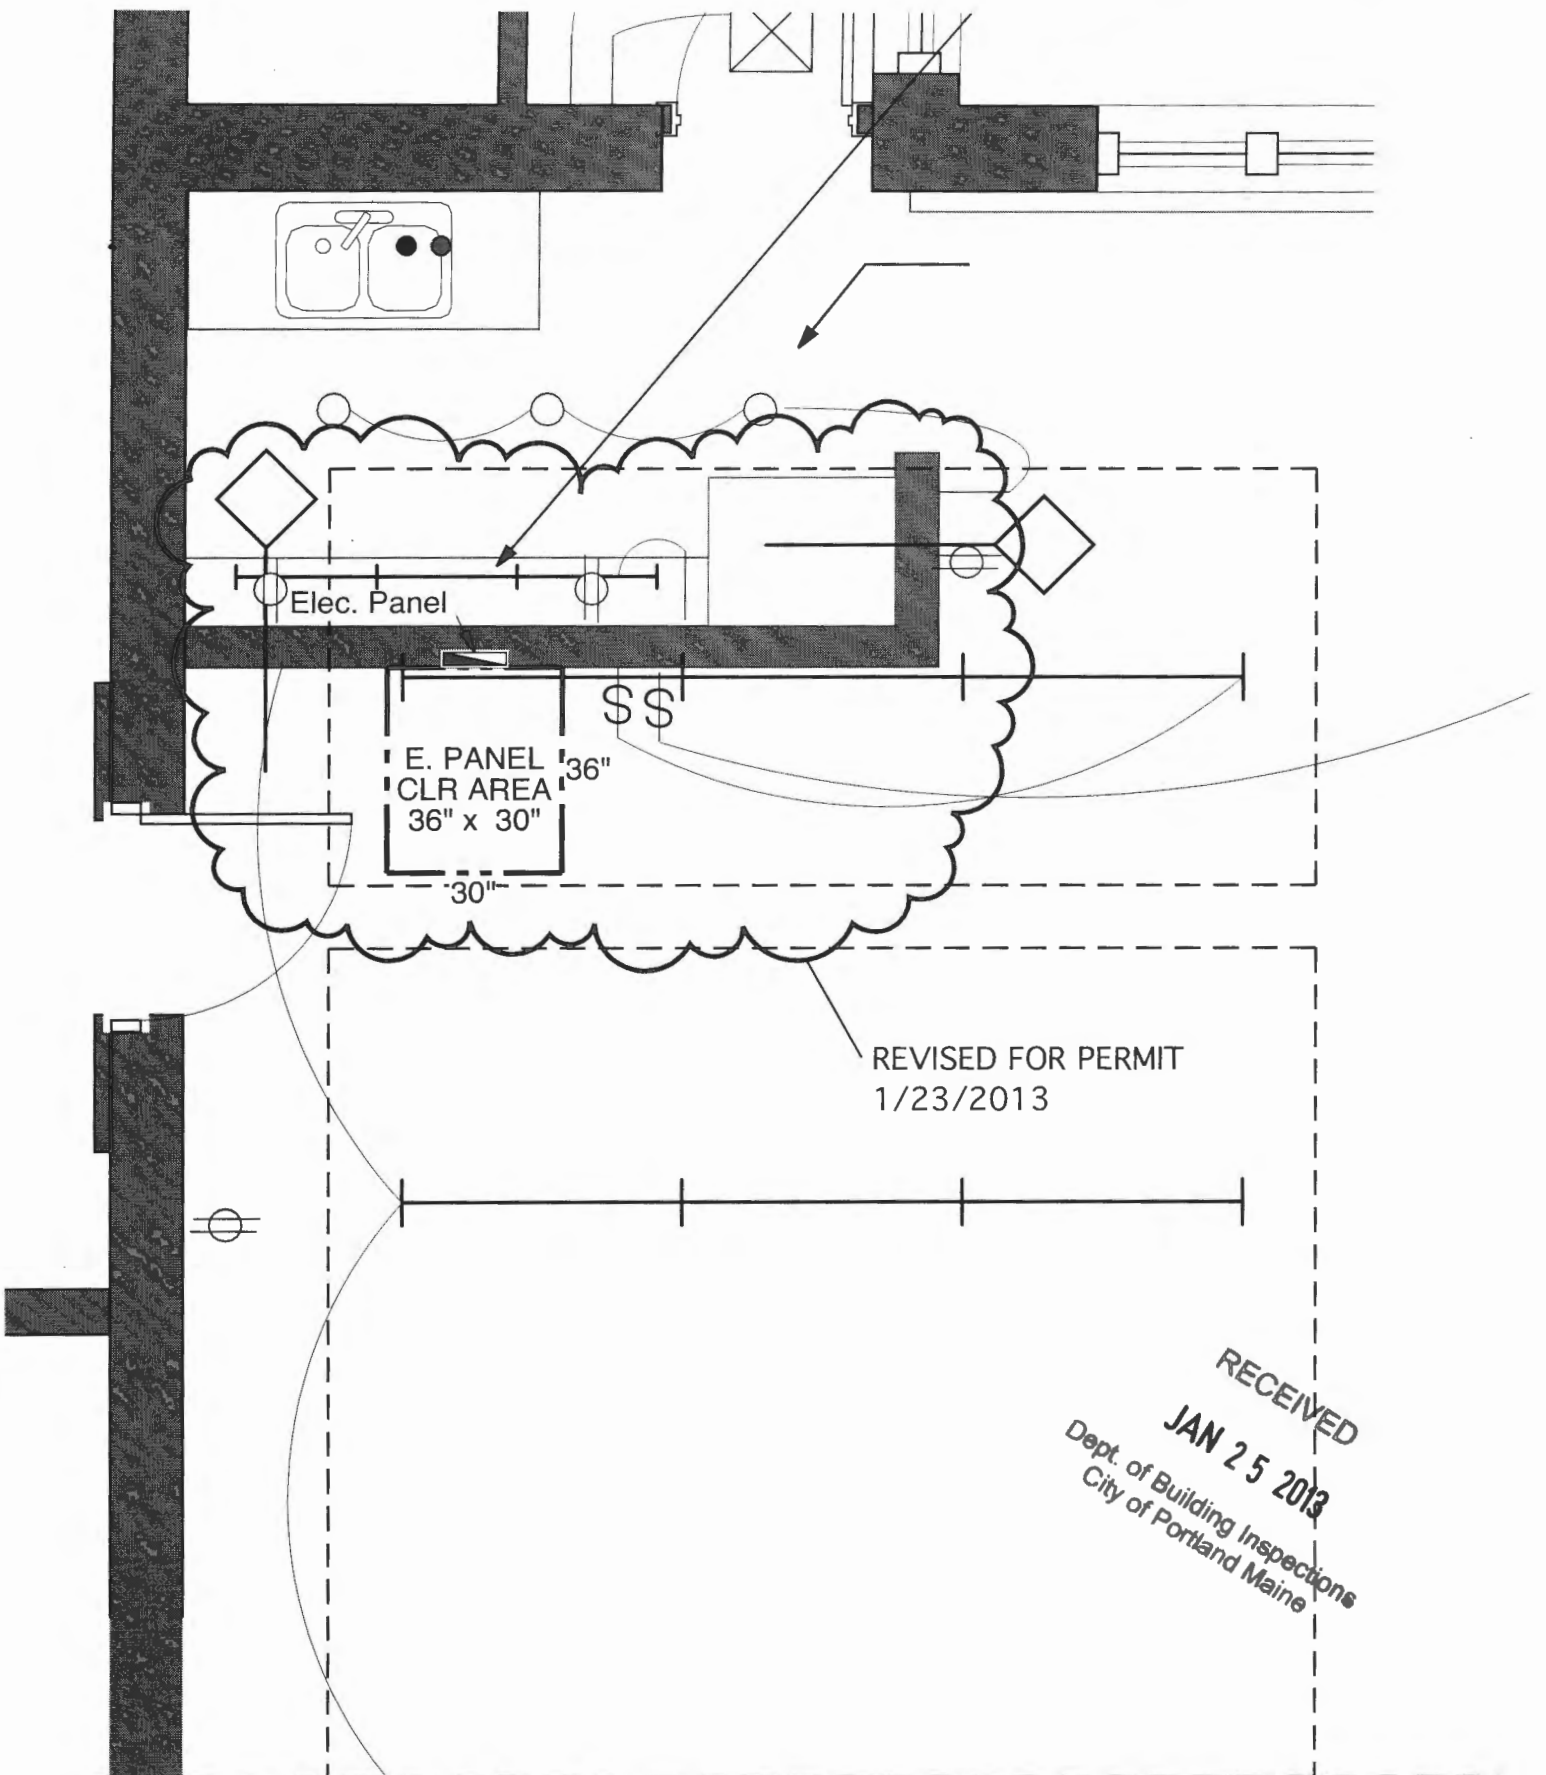 Elec. Panel
S S
E. PANEL
CLR AREA
36" x 30"
36"
30"
REVISED FOR PERMIT
1/23/2013
RECEIVED
JAN 25 2013
Dept. of Building Inspections
City of Portland Maine